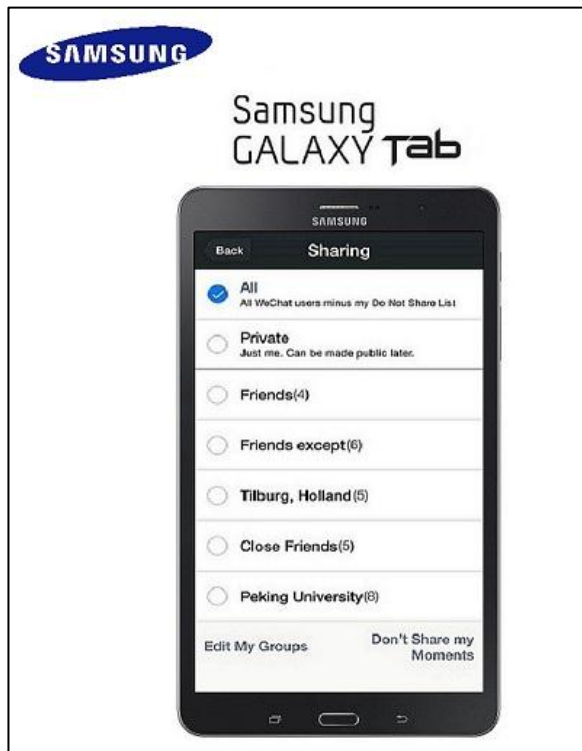 SAMSUNG
Samsung
GALAXY Tab
SAMSUNG
Back
Sharing
All
All WeChat users minus my Do Not Share List
Private
Just me. Can be made public later.
Friends(4)
Friends except(6)
Tilburg, Holland(5)
Close Friends(5)
Peking University(8)
Edit My Groups
Don't Share my
Moments